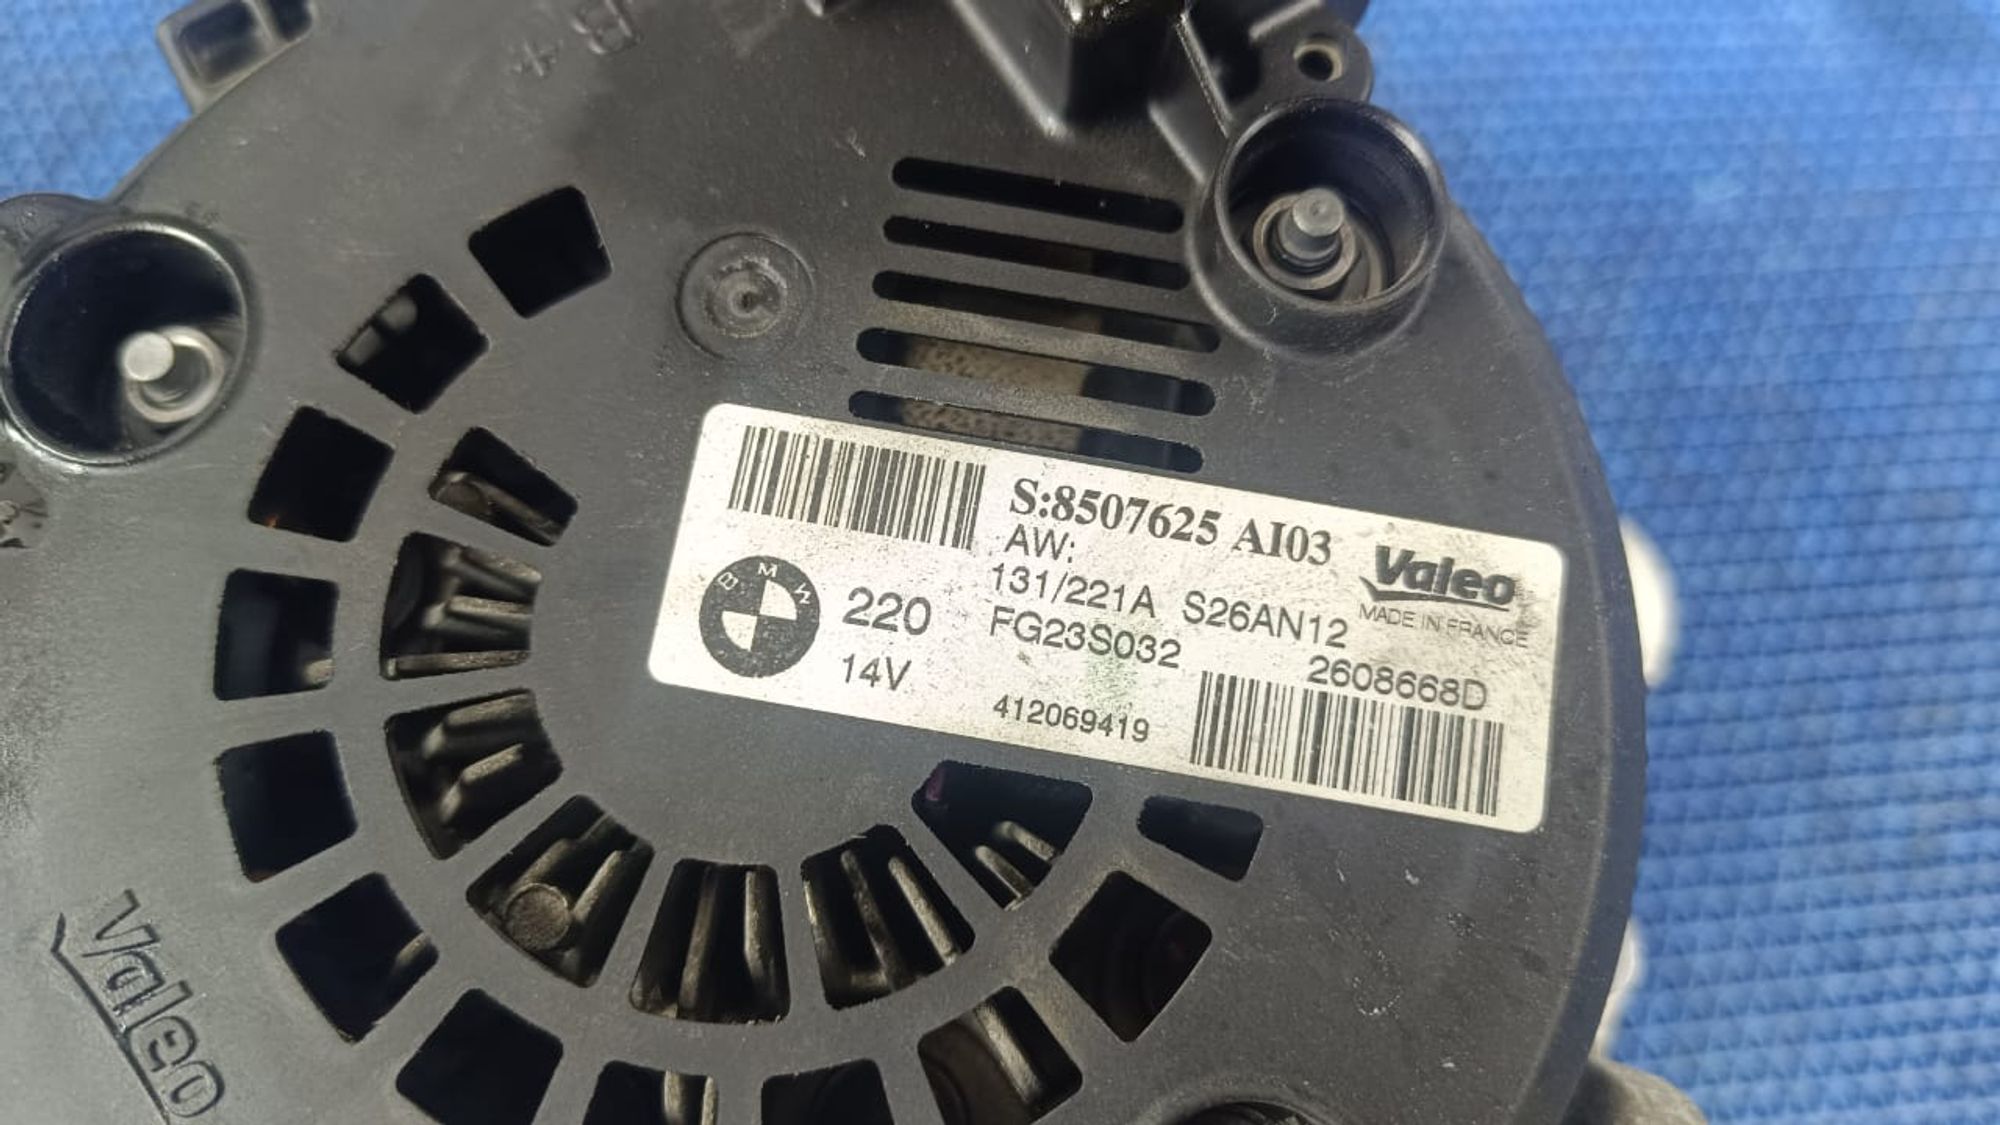 + B
S:8507625 AI03
AW:
131/221A S26AN12
FG23S032
Valeo
MADE IN FRANCE
BMW
220
14V
2608668D
412069419
Valeo